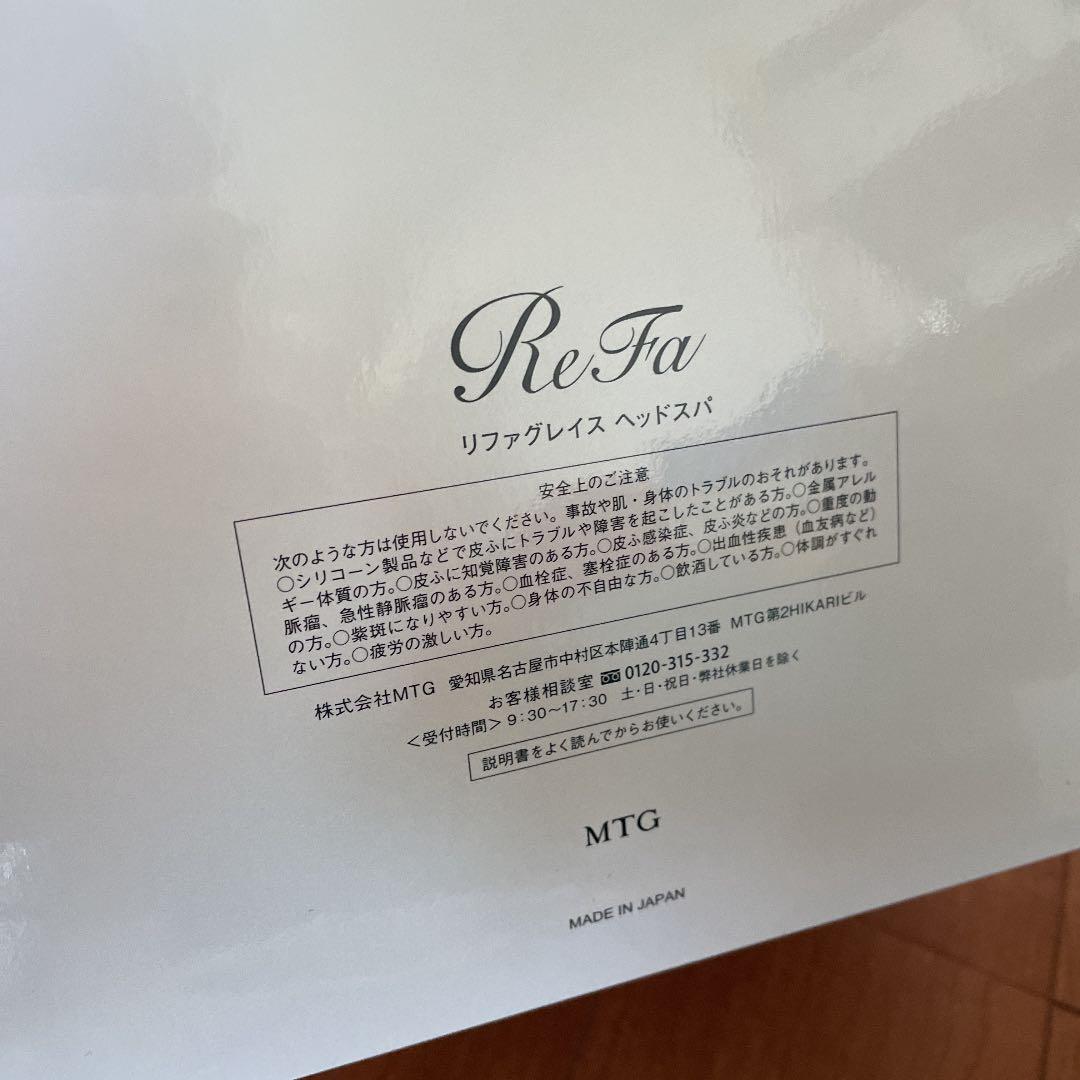 ReFa
リファグレイス ヘッドスパ
安全上のご注意
次のような方は使用しないでください。事故や肌・身体のトラブルのおそれがあります。
○シリコーン製品などで皮ふにトラブルや障害を起こしたことがある方。○金属アレル
ギー体質の方。○皮ふに知覚障害のある方。○皮ふ感染症、皮ふ炎などの方。○重度の動
脈瘤、急性静脈瘤のある方。○血栓症、塞栓症のある方。○出血性疾患（血友病など）
の方。○紫斑になりやすい方。○身体の不自由な方。○飲酒している方。○体調がすぐれ
ない方。○疲労の激しい方。
株式会社MTG 愛知県名古屋市中村区本陣通4丁目13番 MTG第2HIKARIビル
お客様相談室 0120-315-332
＜受付時間＞9:30〜17:30 土・日・祝日・弊社休業日を除く
説明書をよく読んでからお使いください。
MTG
MADE IN JAPAN